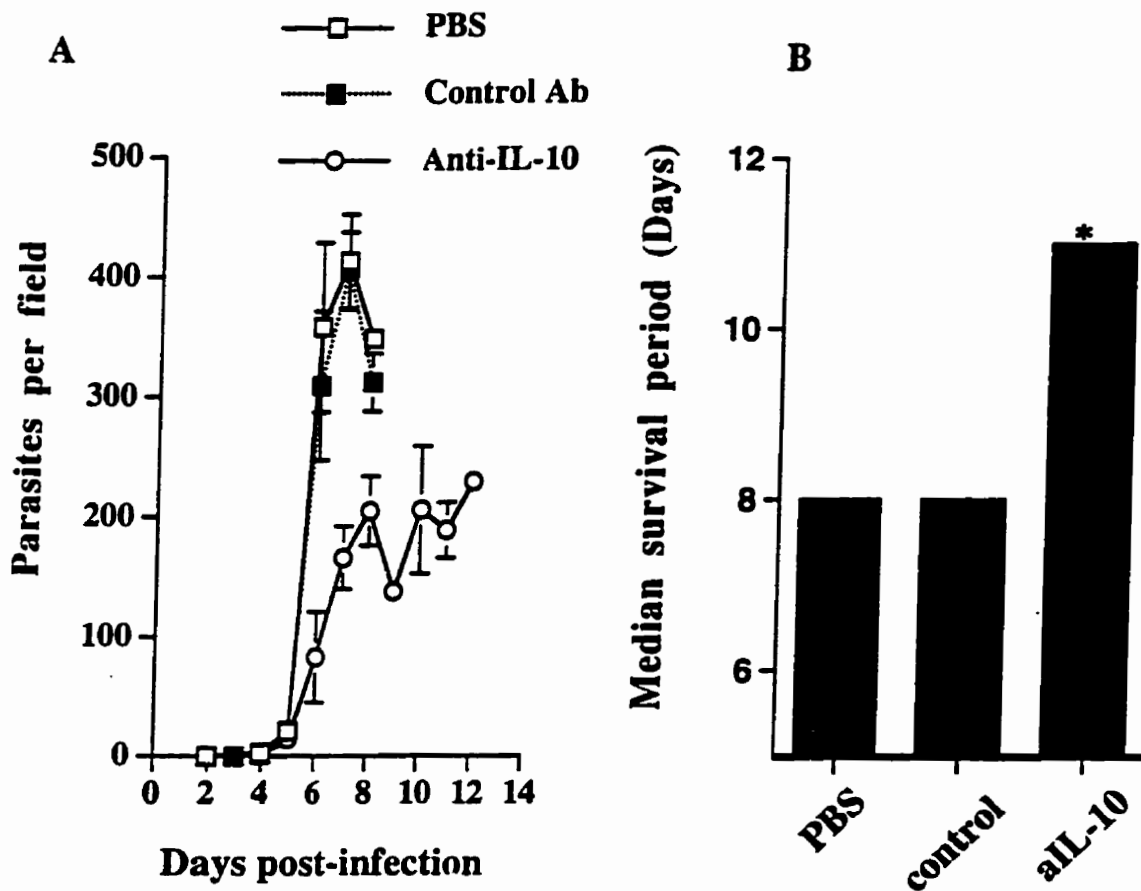 A
PBS
Control Ab
Anti-IL-10
500
400
300
200
100
0
Parasites per field
0 2 4 6 8 10 12 14
Days post-infection
B
12
10
8
6
Median survival period (Days)
*
PBS
control
aIL-10